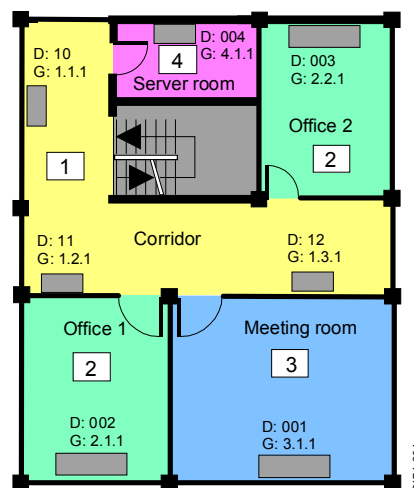 D: 10
G: 1.1.1
4
D: 004
G: 4.1.1
Server room
D: 003
G: 2.2.1
Office 2
2
1
D: 11
G: 1.2.1
Corridor
D: 12
G: 1.3.1
Office 1
2
Meeting room
3
D: 002
G: 2.1.1
D: 001
G: 3.1.1